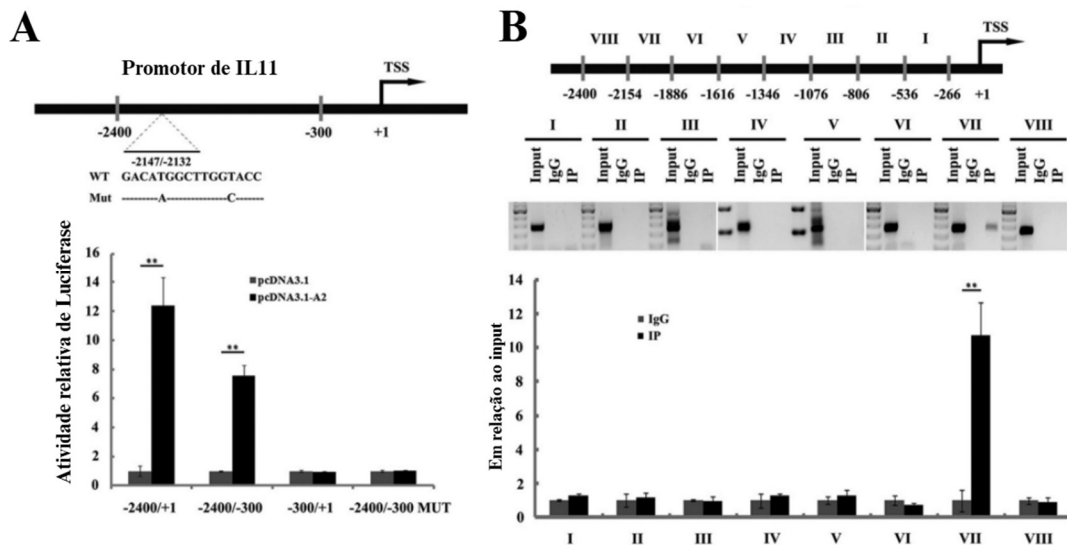 A
Promotor de IL11
TSS
-2400 -300 +1
-2147/-2132
WT GACATGGCTTGGTACC
Mut -------A-----------C-----
Atividade relativa de Luciferase
14
12
10
8
6
4
2
0
** **
pcDNA3.1
pcDNA3.1-A2
-2400/+1 -2400/-300 -300/+1 -2400/-300 MUT
B
VIII VII VI V IV III II I TSS
-2400 -2154 -1886 -1616 -1346 -1076 -806 -536 -266 +1
I II III IV V VI VII VIII
Input IgG IP Input IgG IP Input IgG IP Input IgG IP Input IgG IP Input IgG IP Input IgG IP Input IgG IP
Em relação ao input
14
12
10
8
6
4
2
0
IgG
IP
**
I II III IV V VI VII VIII